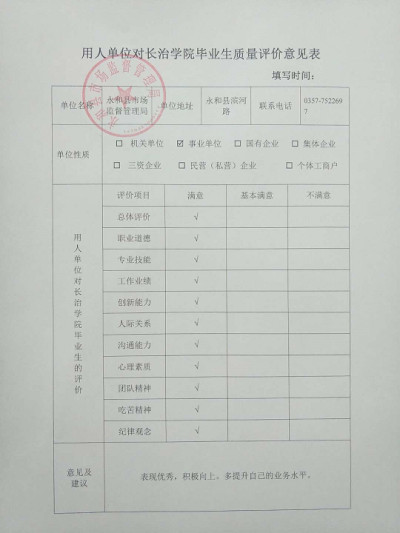 用人单位对长治学院毕业生质量评价意见表
填写时间：
单位名称 永和县市场监督管理局 单位地址 永和县滨河路 联系电话 0357-7522697
单位性质 □ 机关单位 ☑ 事业单位 □ 国有企业 □ 集体企业
□ 三资企业 □ 民营（私营）企业 □ 个体工商户
用人单位对长治学院毕业生的评价
评价项目 满意 基本满意 不满意
总体评价 √
职业道德 √
专业技能 √
工作业绩 √
创新能力 √
人际关系 √
沟通能力 √
心理素质 √
团队精神 √
吃苦精神 √
纪律观念 √
意见及建议 表现优秀，积极向上，多提升自己的业务水平。